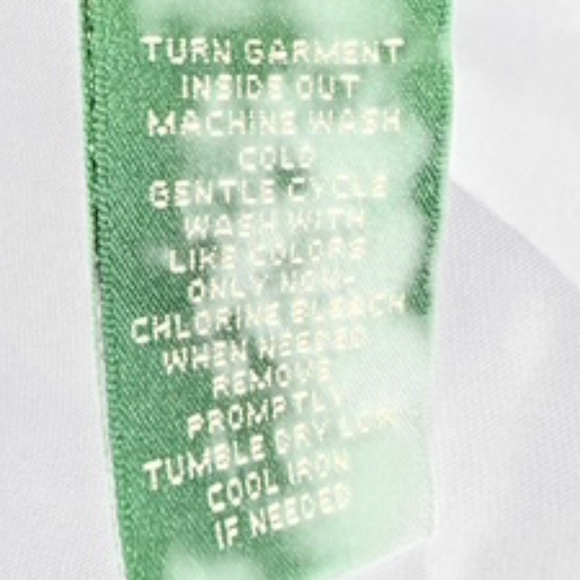 TURN GARMENT
INSIDE OUT
MACHINE WASH
COLD
GENTLE CYCLE
WASH WITH
LIKE COLORS
ONLY NON-
CHLORINE BLEACH
WHEN NEEDED
REMOVE
PROMPTLY
TUMBLE DRY LOW
COOL IRON
IF NEEDED